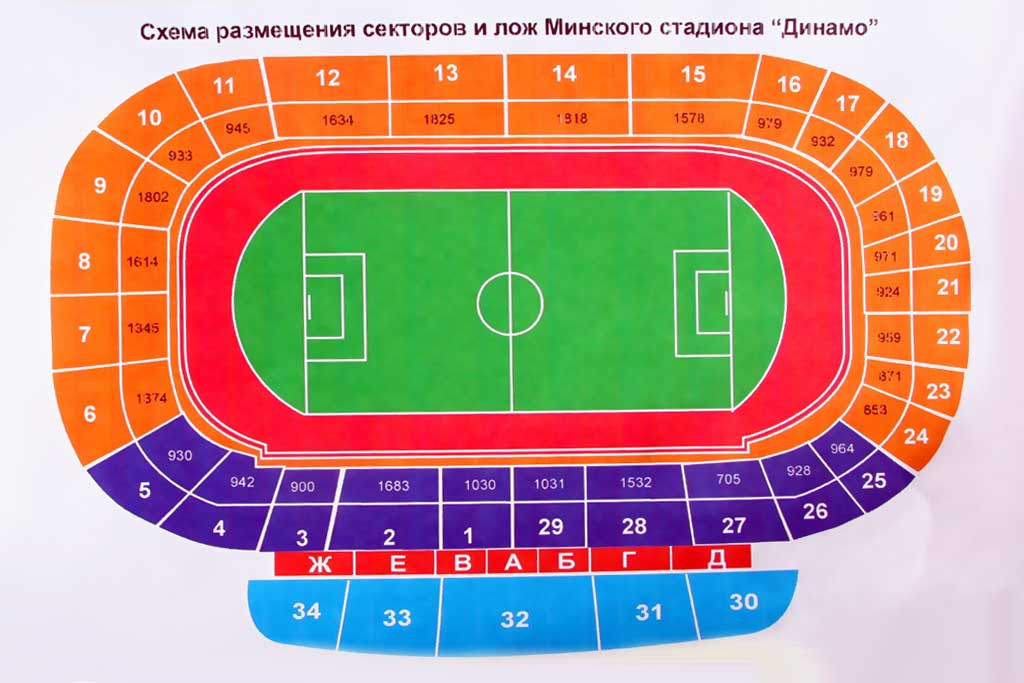 Схема размещения секторов и лож Минского стадиона “Динамо”
11 12 13 14 15 16
10 17
945 1634 1825 1818 1578 979 932
9 933 18
1802 979 19
961
8 1614 971 20
924 21
7 1345 959 22
6 1374 871 23
853 24
5 930 964 25
4 942 900 1683 1030 1031 1532 705 928 26
3 2 1 29 28 27
Ж Е В А Б Г Д
34 33 32 31 30